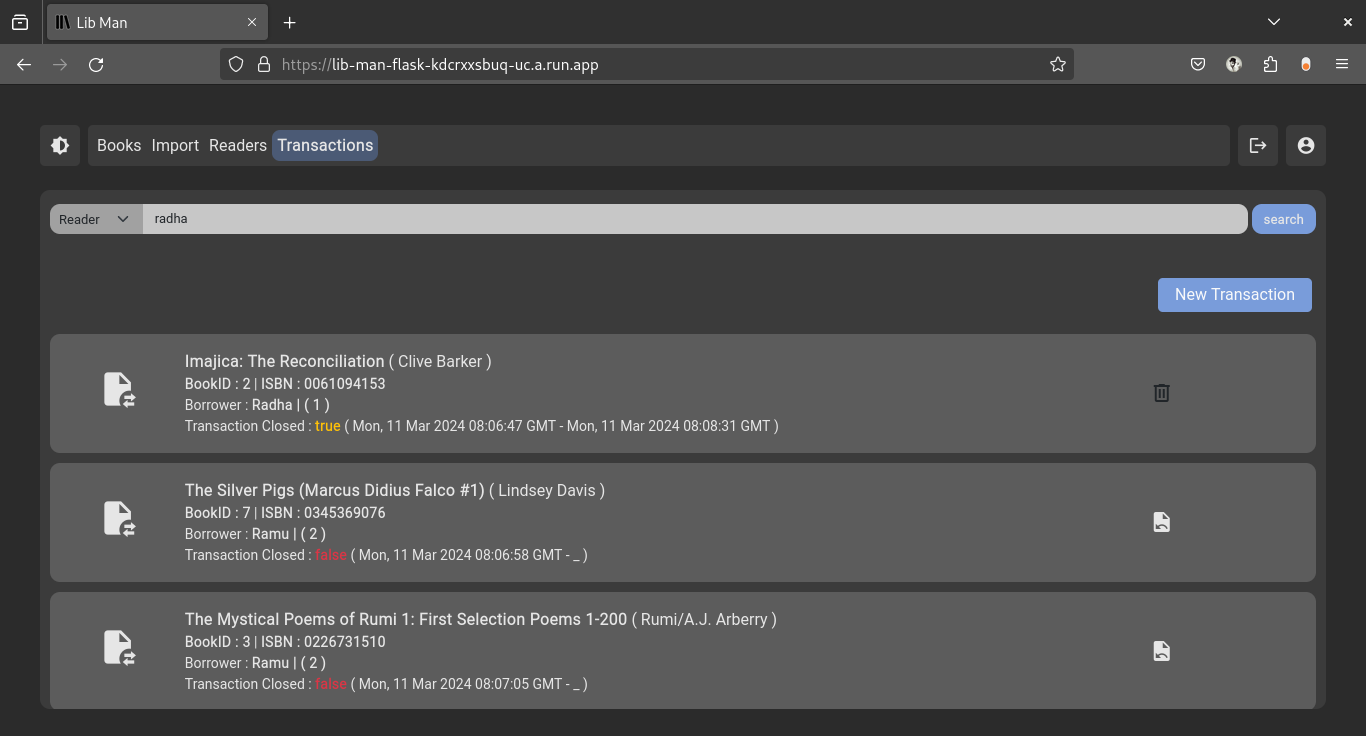 Lib Man
https://lib-man-flask-kdcrxxsbuq-uc.a.run.app
Books Import Readers Transactions
Reader radha search
New Transaction
Imajica: The Reconciliation ( Clive Barker )
BookID : 2 | ISBN : 0061094153
Borrower : Radha | ( 1 )
Transaction Closed : true ( Mon, 11 Mar 2024 08:06:47 GMT - Mon, 11 Mar 2024 08:08:31 GMT )
The Silver Pigs (Marcus Didius Falco #1) ( Lindsey Davis )
BookID : 7 | ISBN : 0345369076
Borrower : Ramu | ( 2 )
Transaction Closed : false ( Mon, 11 Mar 2024 08:06:58 GMT - _ )
The Mystical Poems of Rumi 1: First Selection Poems 1-200 ( Rumi/A.J. Arberry )
BookID : 3 | ISBN : 0226731510
Borrower : Ramu | ( 2 )
Transaction Closed : false ( Mon, 11 Mar 2024 08:07:05 GMT - _ )